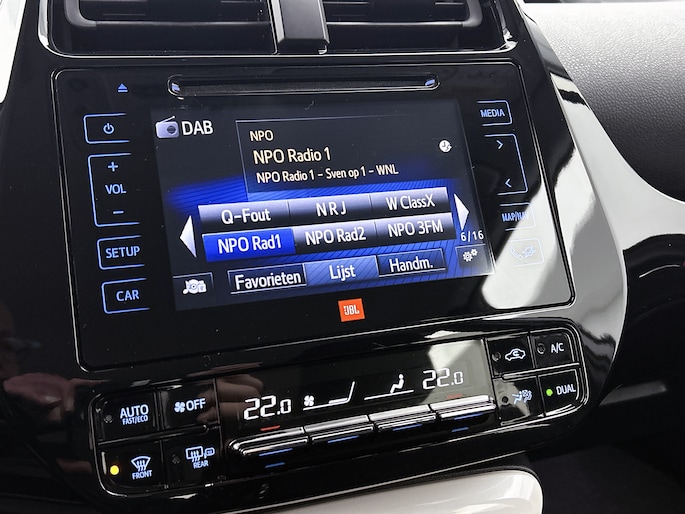 DAB
NPO
NPO Radio 1
NPO Radio 1 - Sven op 1 - WNL
Q-Fout
N R J
W ClassX
NPO Rad1
NPO Rad2
NPO 3FM
6/16
Favorieten
Lijst
Handm.
+
VOL
−
SETUP
CAR
MEDIA
>
<
JBL
AUTO
FAST/ECO
OFF
22.0
22.0
A/C
DUAL
FRONT
REAR